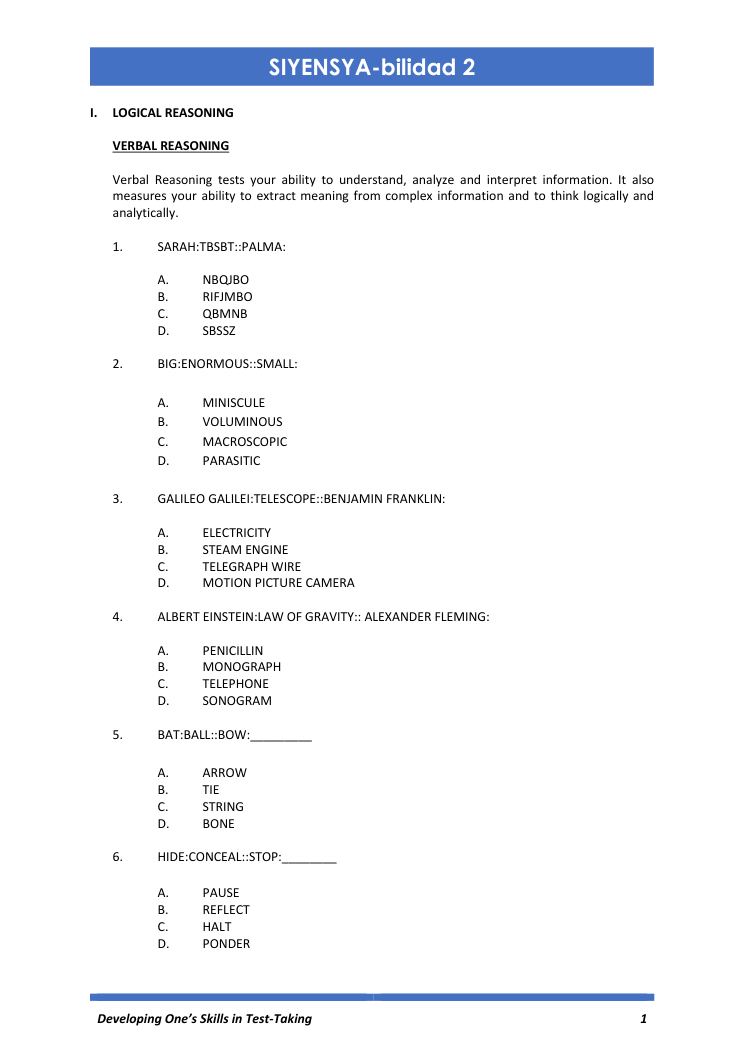 SIYENSYA-bilidad 2
I. LOGICAL REASONING
VERBAL REASONING
Verbal Reasoning tests your ability to understand, analyze and interpret information. It also
measures your ability to extract meaning from complex information and to think logically and
analytically.
1. SARAH:TBSBT::PALMA:
A. NBQJBO
B. RIFJMBO
C. QBMNB
D. SBSSZ
2. BIG:ENORMOUS::SMALL:
A. MINISCULE
B. VOLUMINOUS
C. MACROSCOPIC
D. PARASITIC
3. GALILEO GALILEI:TELESCOPE::BENJAMIN FRANKLIN:
A. ELECTRICITY
B. STEAM ENGINE
C. TELEGRAPH WIRE
D. MOTION PICTURE CAMERA
4. ALBERT EINSTEIN:LAW OF GRAVITY:: ALEXANDER FLEMING:
A. PENICILLIN
B. MONOGRAPH
C. TELEPHONE
D. SONOGRAM
5. BAT:BALL::BOW:_________
A. ARROW
B. TIE
C. STRING
D. BONE
6. HIDE:CONCEAL::STOP:________
A. PAUSE
B. REFLECT
C. HALT
D. PONDER
Developing One’s Skills in Test-Taking 1